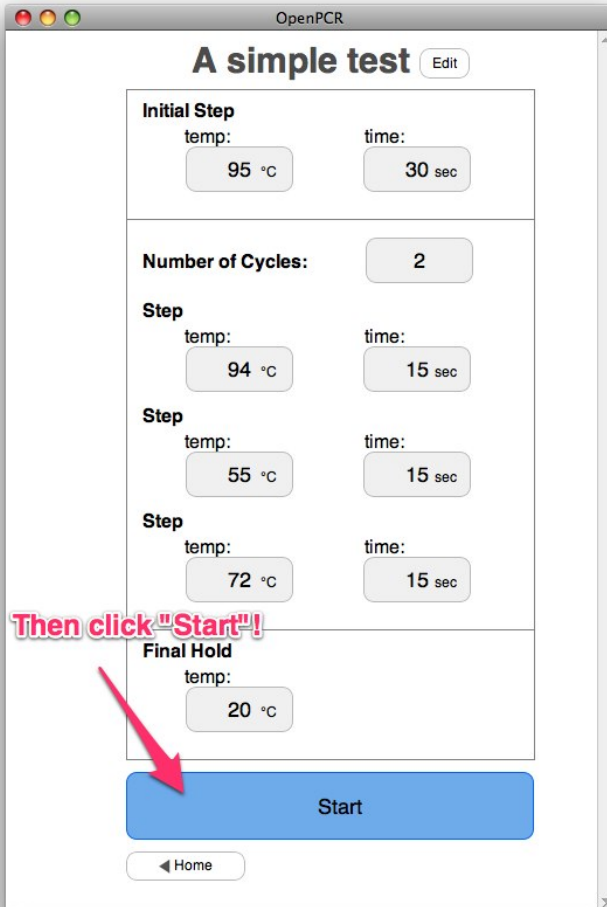 OpenPCR
A simple test Edit
Initial Step
temp: time:
95 °C 30 sec
Number of Cycles: 2
Step
temp: time:
94 °C 15 sec
Step
temp: time:
55 °C 15 sec
Step
temp: time:
72 °C 15 sec
Then click "Start"!
Final Hold
temp:
20 °C
Start
Home